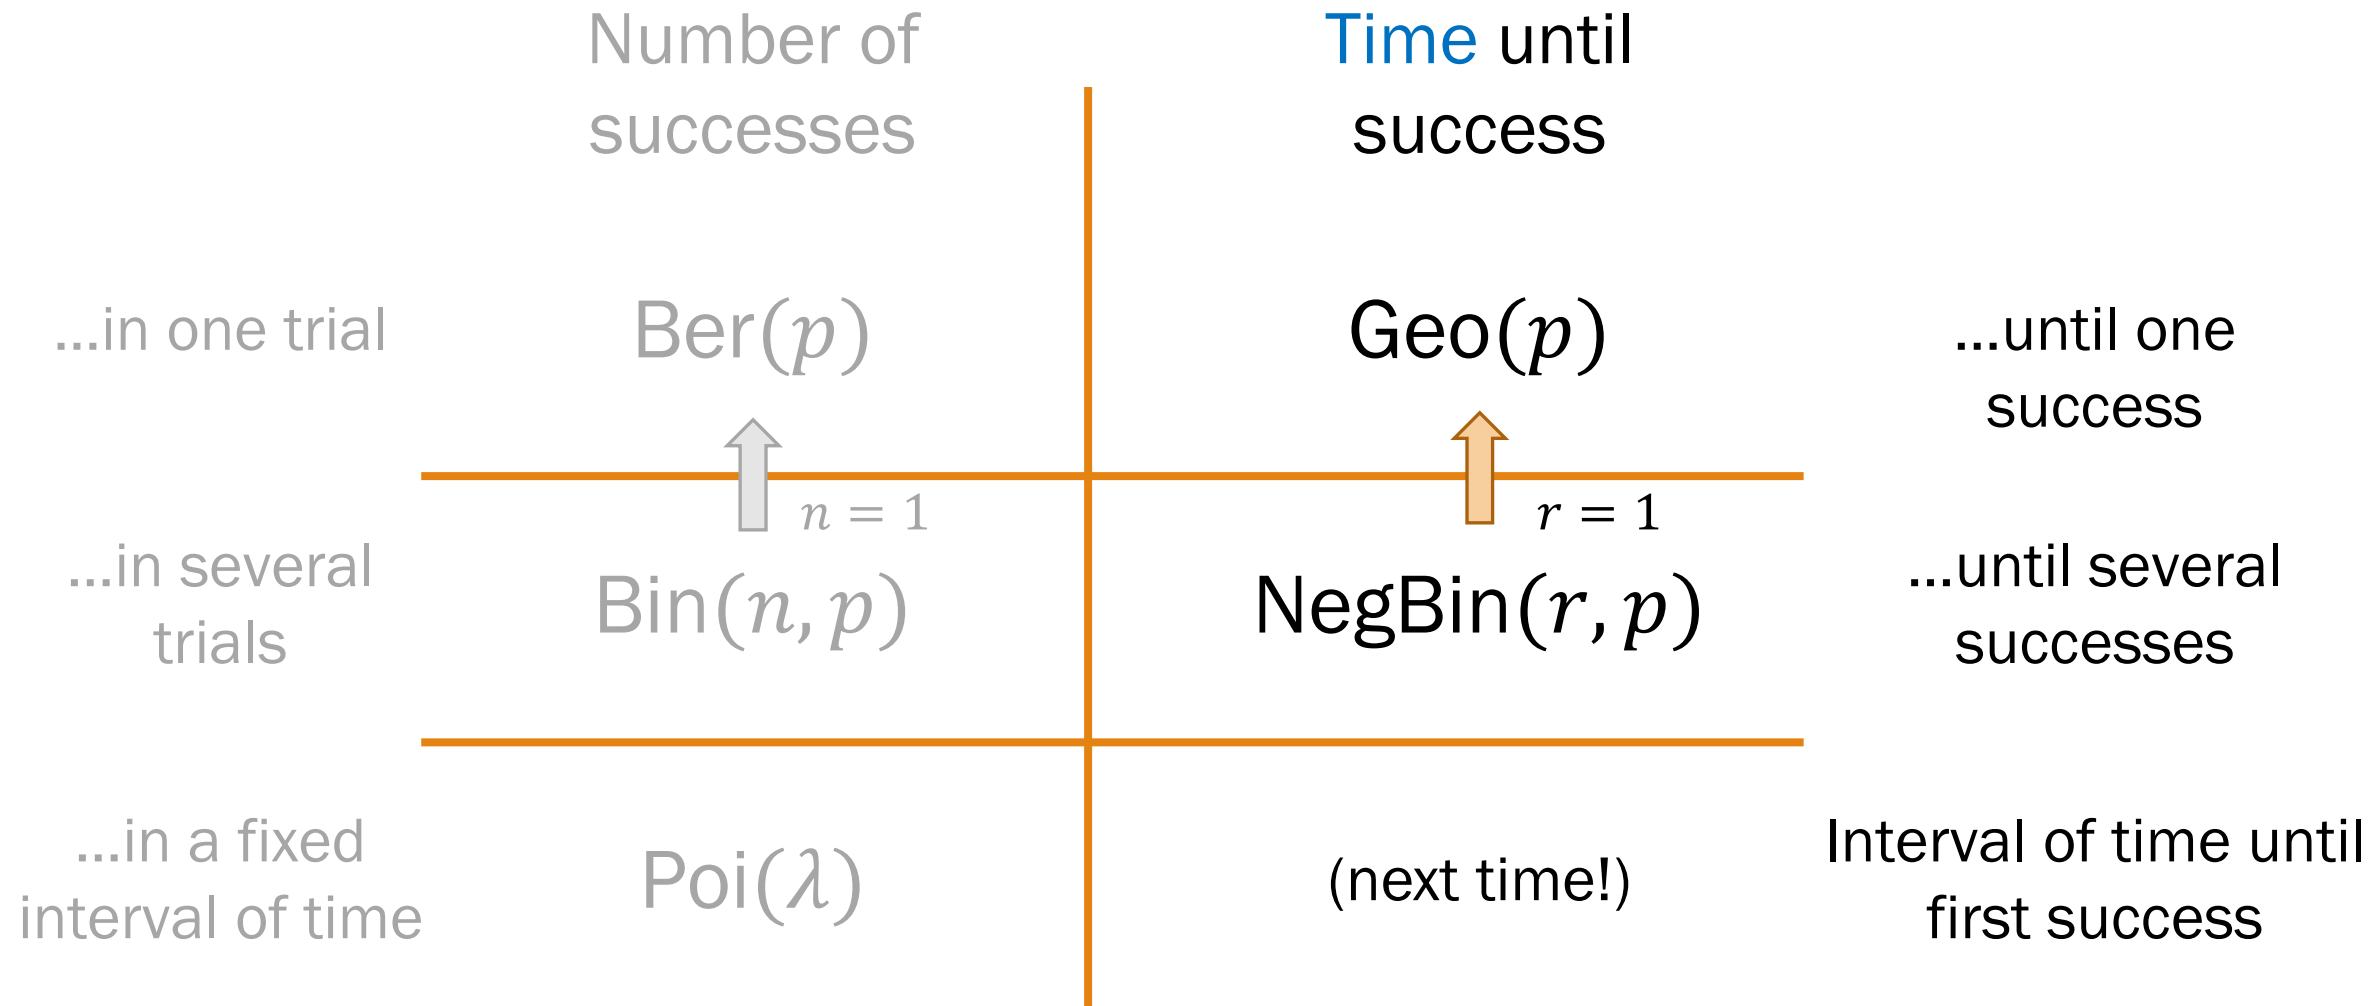 Number of
successes
Time until
success
...in one trial
Ber(p)
Geo(p)
...until one
success
n = 1
r = 1
...in several
trials
Bin(n, p)
NegBin(r, p)
...until several
successes
...in a fixed
interval of time
Poi(λ)
(next time!)
Interval of time until
first success